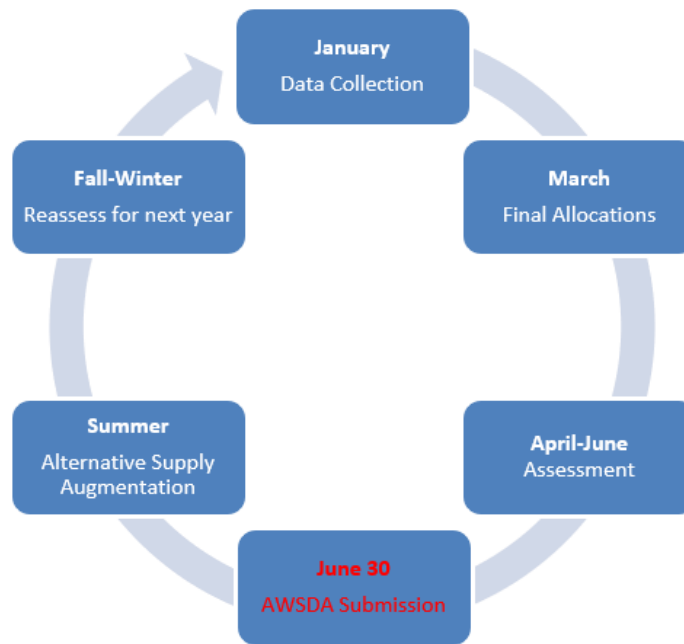 January
Data Collection
March
Final Allocations
April-June
Assessment
June 30
AWSDA Submission
Summer
Alternative Supply
Augmentation
Fall-Winter
Reassess for next year